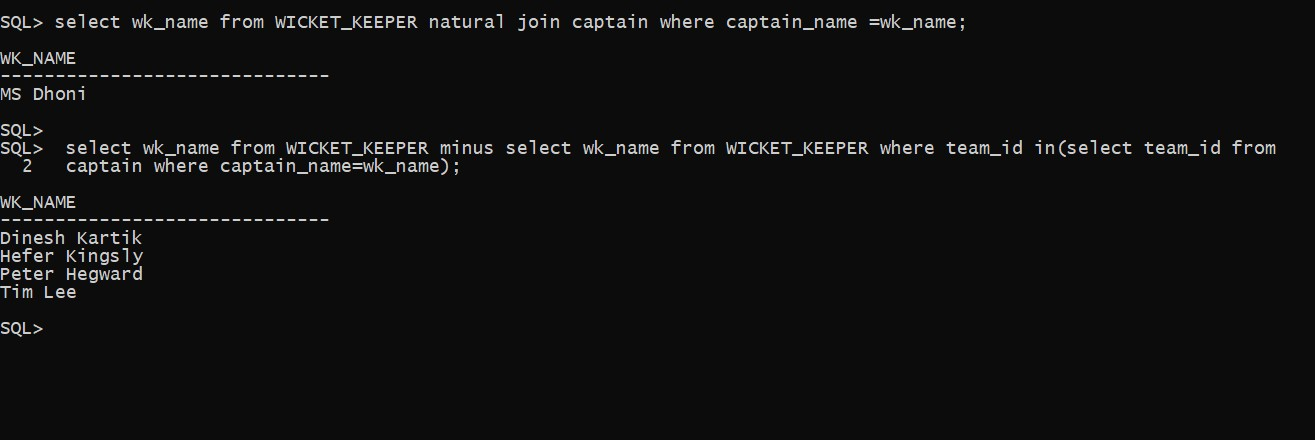 SQL> select wk_name from WICKET_KEEPER natural join captain where captain_name =wk_name;
WK_NAME
------------------------------
MS Dhoni
SQL>
SQL>  select wk_name from WICKET_KEEPER minus select wk_name from WICKET_KEEPER where team_id in(select team_id from
  2   captain where captain_name=wk_name);
WK_NAME
------------------------------
Dinesh Kartik
Hefer Kingsly
Peter Hegward
Tim Lee
SQL>